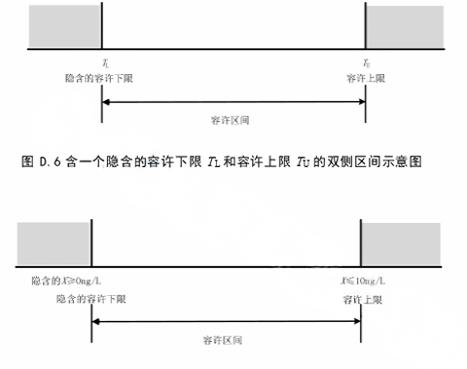 TL TU
隐含的容许下限 容许上限
容许区间
图 D.6 含一个隐含的容许下限 TL 和容许上限 TU 的双侧区间示意图
隐含的X≥0ng/L X≤10ng/L
隐含的容许下限 容许上限
容许区间